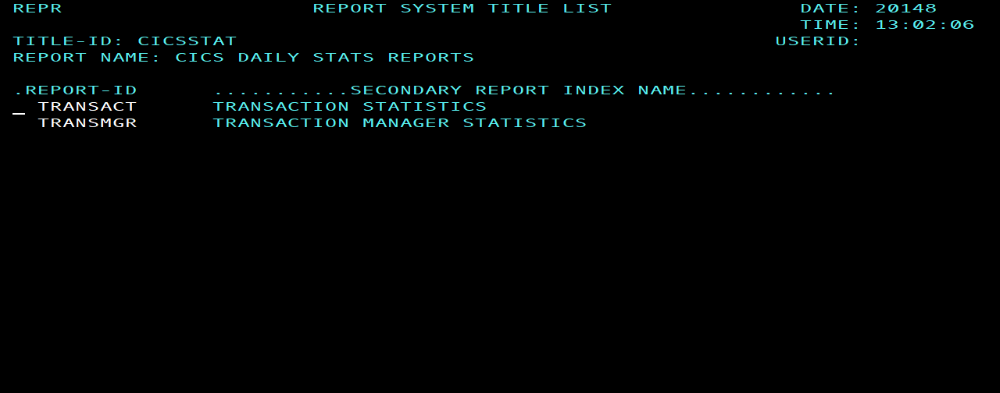 REPR REPORT SYSTEM TITLE LIST DATE: 20148
TIME: 13:02:06
TITLE-ID: CICSSTAT USERID:
REPORT NAME: CICS DAILY STATS REPORTS
.REPORT-ID ...........SECONDARY REPORT INDEX NAME............
_ TRANSACT TRANSACTION STATISTICS
TRANSMGR TRANSACTION MANAGER STATISTICS